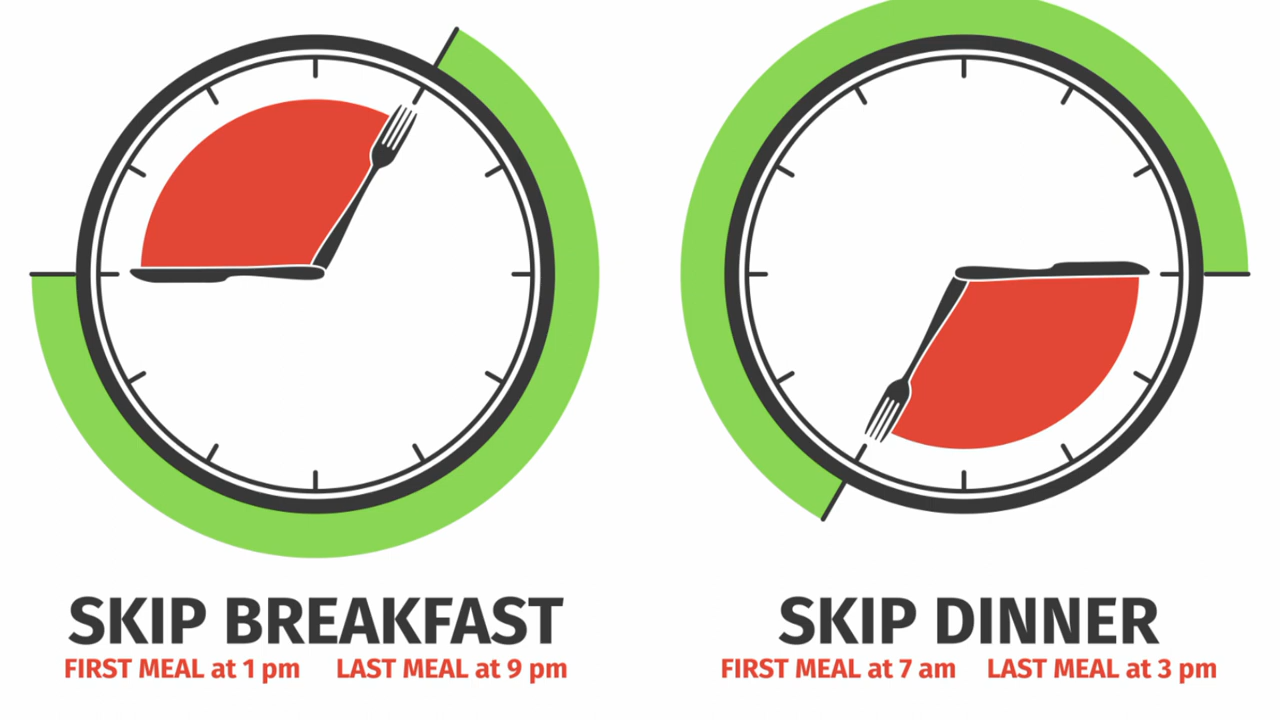 SKIP BREAKFAST
FIRST MEAL at 1 pm LAST MEAL at 9 pm
SKIP DINNER
FIRST MEAL at 7 am LAST MEAL at 3 pm